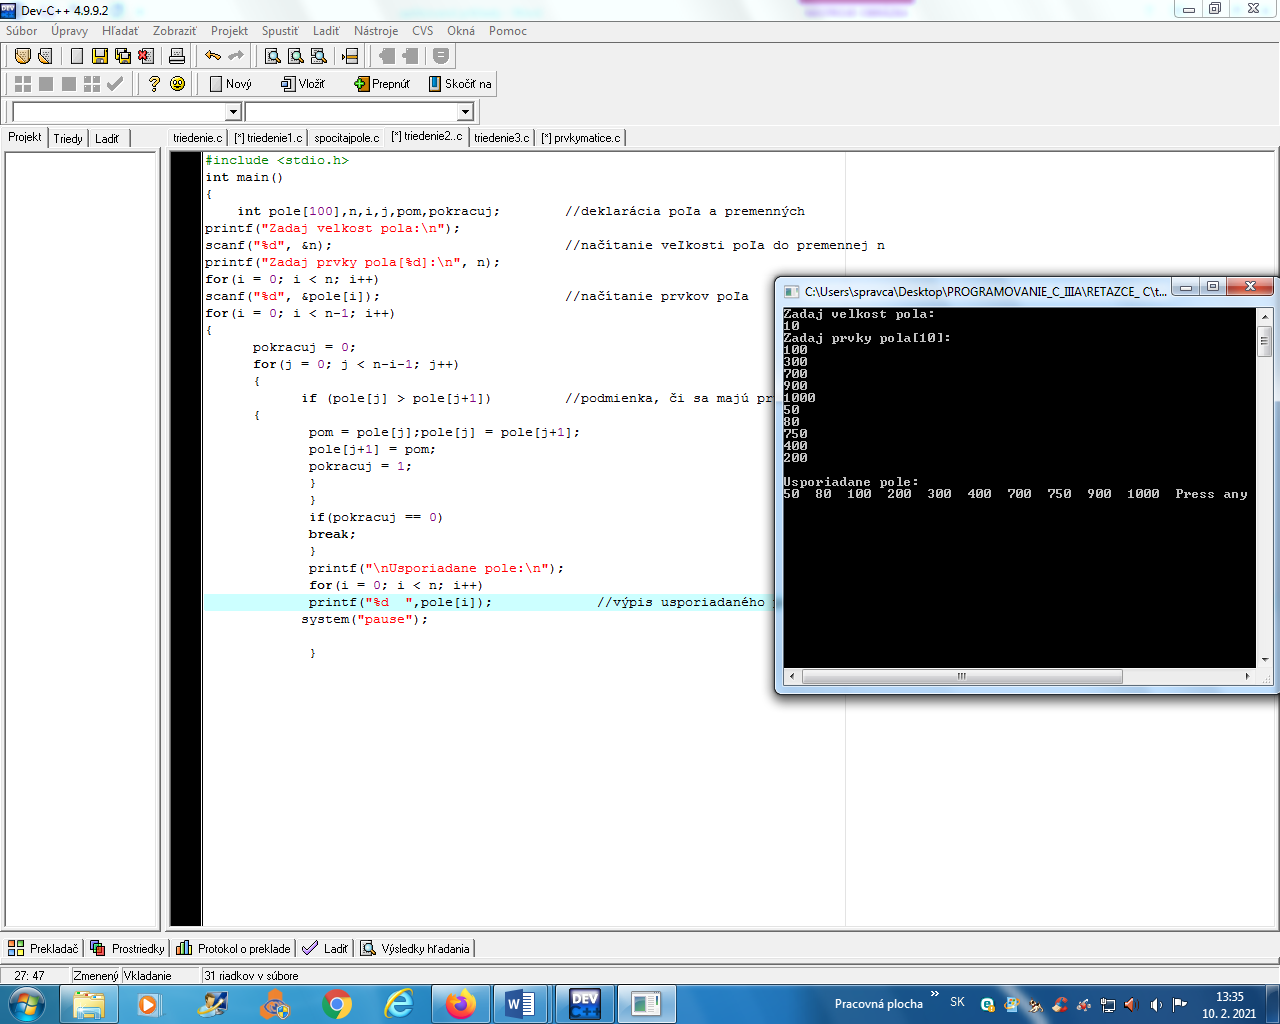 Dev-C++ 4.9.9.2
Súbor Úpravy Hľadať Zobraziť Projekt Spustiť Ladiť Nástroje CVS Okná Pomoc
Nový Vložiť Prepnúť Skočiť na
Projekt Triedy Ladiť
triedenie.c [*] triedenie1.c spocitajpole.c [*] triedenie2..c triedenie3.c [*] prvkymatice.c
#include <stdio.h>
int main()
{
int pole[100],n,i,j,pom,pokracuj; //deklarácia poľa a premenných
printf("Zadaj velkost pola:\n");
scanf("%d", &n); //načítanie veľkosti poľa do premennej n
printf("Zadaj prvky pola[%d]:\n", n);
for(i = 0; i < n; i++)
scanf("%d", &pole[i]); //načítanie prvkov poľa
for(i = 0; i < n-1; i++)
{
pokracuj = 0;
for(j = 0; j < n-i-1; j++)
{
if (pole[j] > pole[j+1]) //podmienka, či sa majú pr
{
pom = pole[j];pole[j] = pole[j+1];
pole[j+1] = pom;
pokracuj = 1;
}
}
if(pokracuj == 0)
break;
}
printf("\nUsporiadane pole:\n");
for(i = 0; i < n; i++)
printf("%d  ",pole[i]); //výpis usporiadaného
system("pause");
}
C:\Users\spravca\Desktop\PROGRAMOVANIE_C_IIIA\RETAZCE_ C\t...
Zadaj velkost pola:
10
Zadaj prvky pola[10]:
100
300
700
900
1000
50
80
750
400
200
Usporiadane pole:
50  80  100  200  300  400  700  750  900  1000  Press any
Prekladač Prostriedky Protokol o preklade Ladiť Výsledky hľadania
27: 47 Zmenený Vkladanie 31 riadkov v súbore
Pracovná plocha » SK 13:35
10. 2. 2021